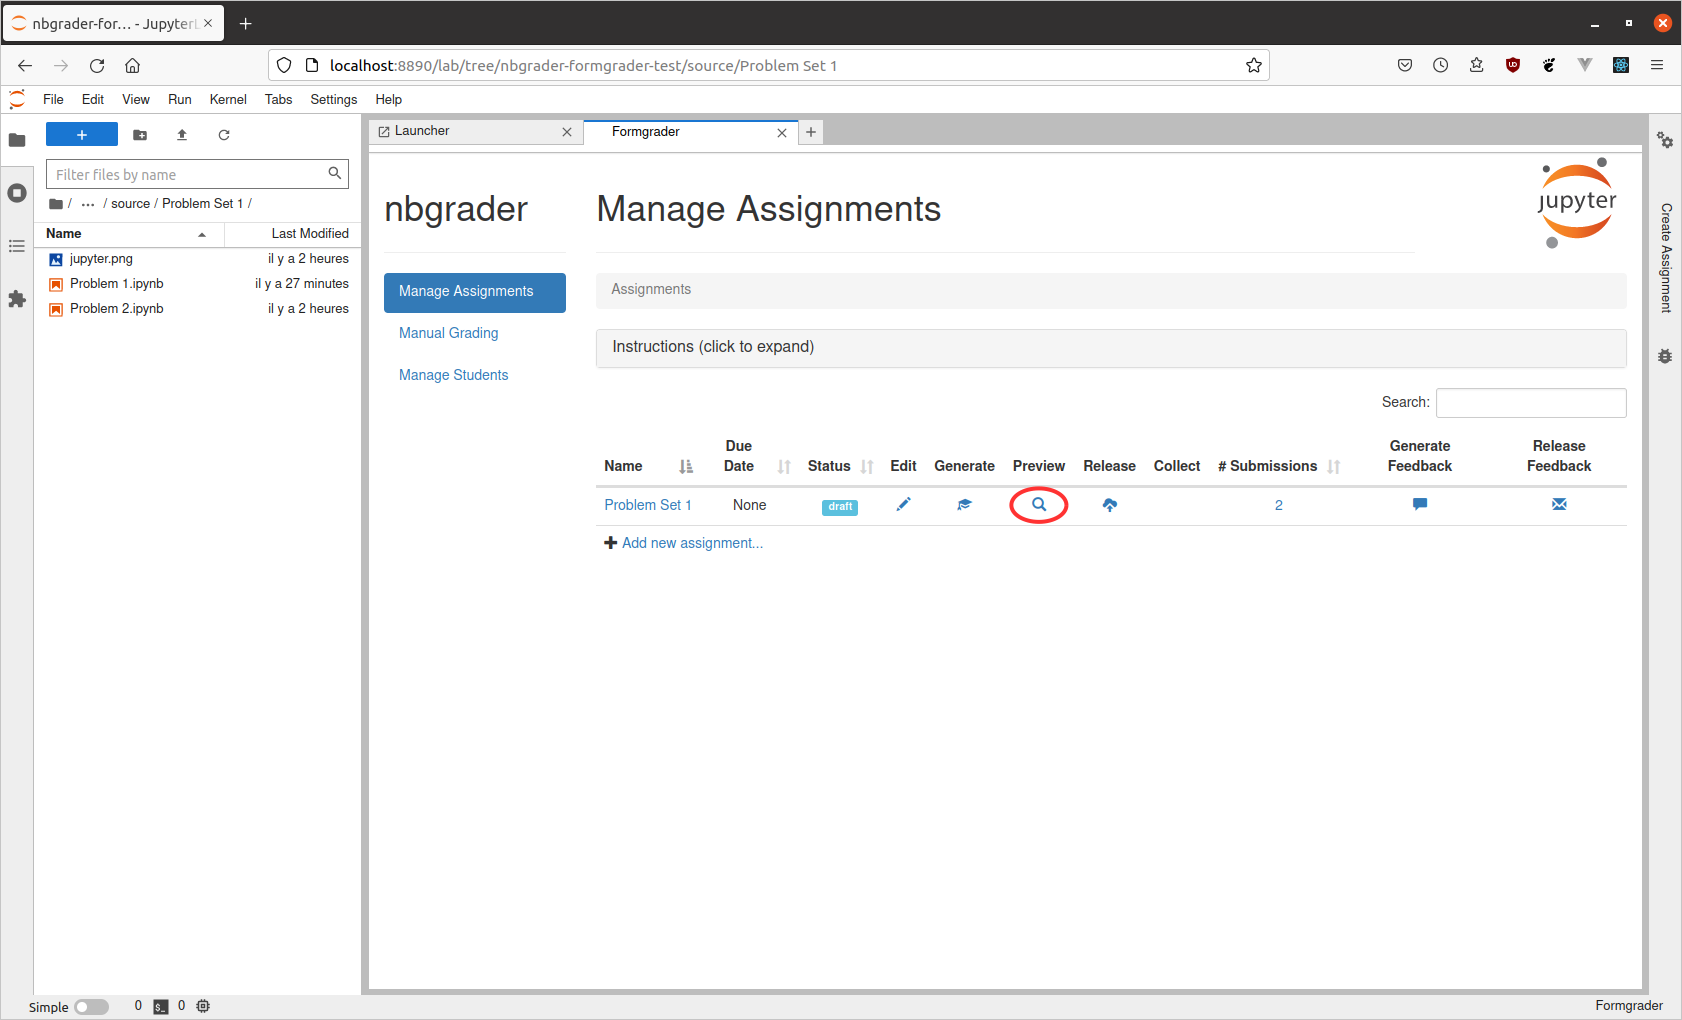 nbgrader-for... - JupyterL
localhost:8890/lab/tree/nbgrader-formgrader-test/source/Problem Set 1
File Edit View Run Kernel Tabs Settings Help
Filter files by name
/ ... / source / Problem Set 1 /
Name Last Modified
jupyter.png il y a 2 heures
Problem 1.ipynb il y a 27 minutes
Problem 2.ipynb il y a 2 heures
Launcher
Formgrader
nbgrader
Manage Assignments
Manual Grading
Manage Students
Manage Assignments
jupyter
Assignments
Instructions (click to expand)
Search:
Name Due Date Status Edit Generate Preview Release Collect # Submissions Generate Feedback Release Feedback
Problem Set 1 None draft 2
Add new assignment...
Create Assignment
Simple 0 $_ 0
Formgrader